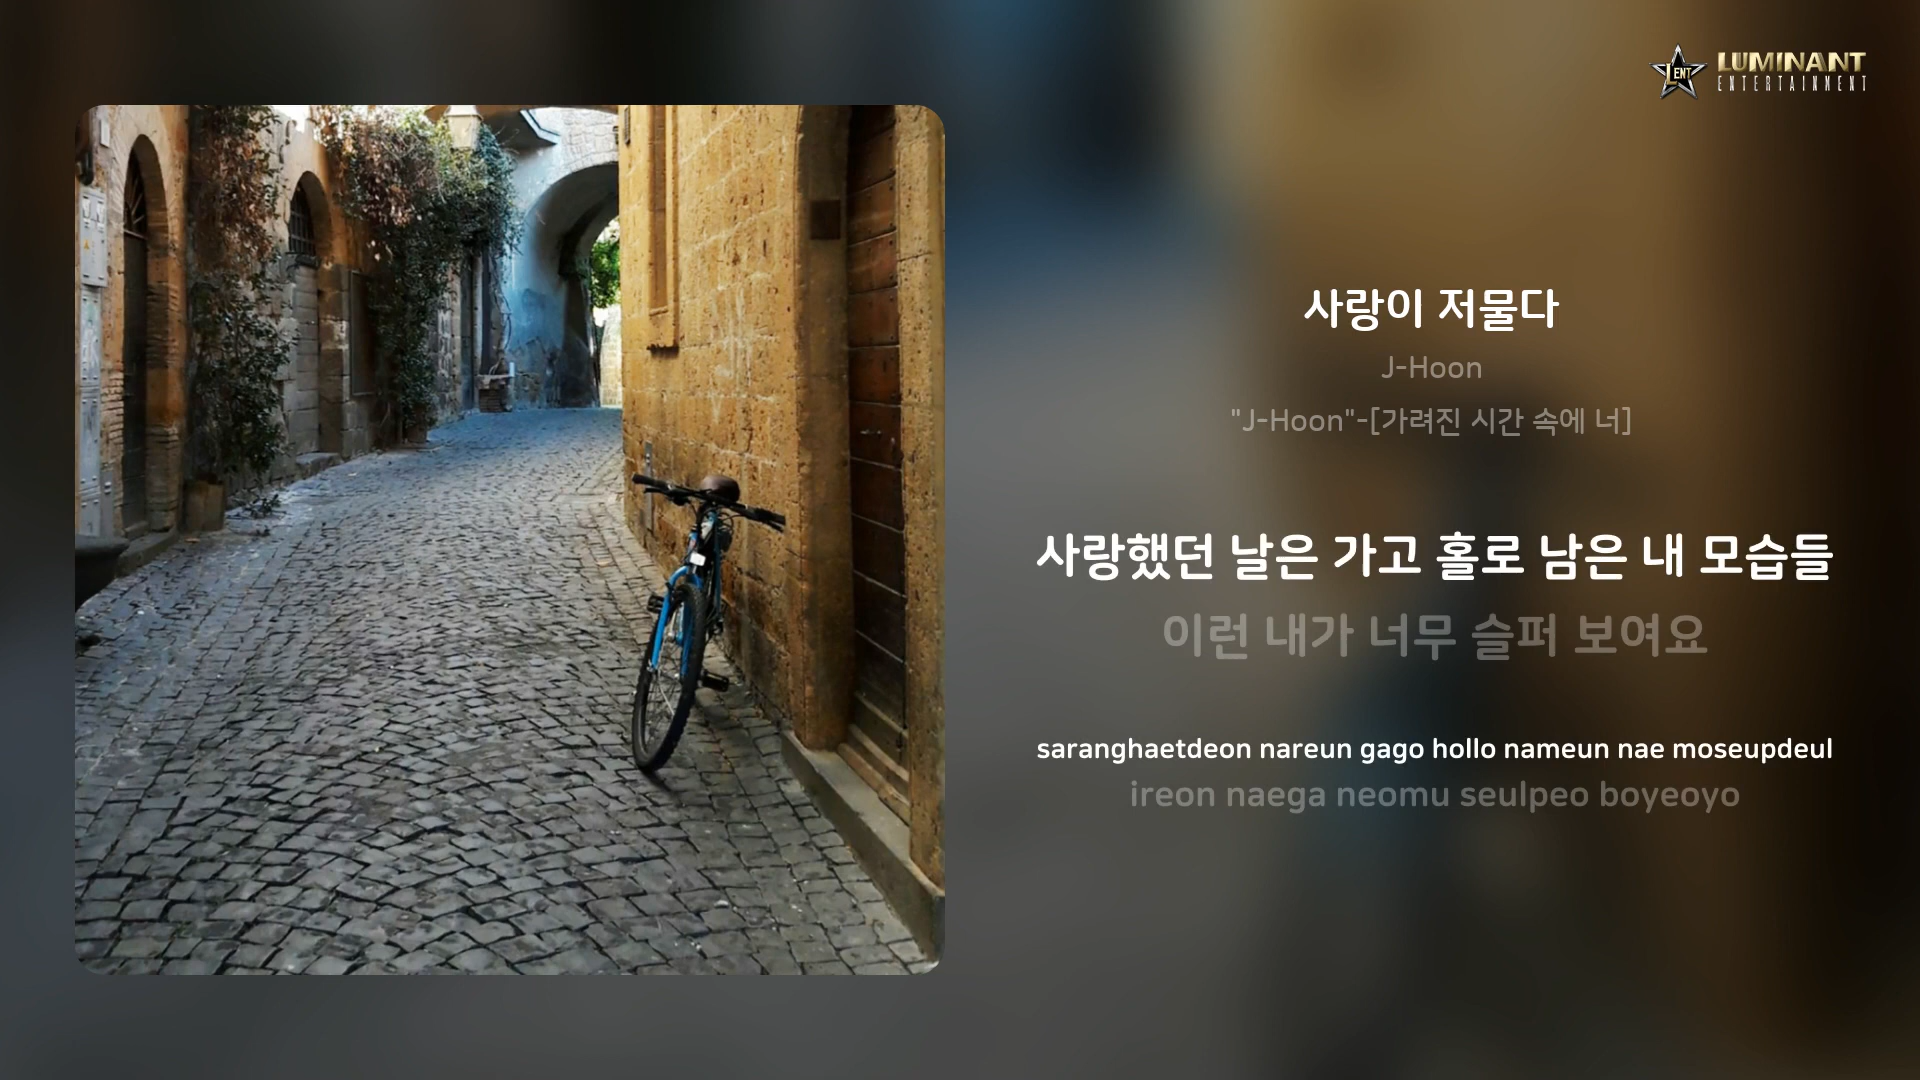 LENT
LUMINANT
ENTERTAINMENT
사랑이 저물다
J-Hoon
"J-Hoon"-[가려진 시간 속에 너]
사랑했던 날은 가고 홀로 남은 내 모습들
이런 내가 너무 슬퍼 보여요
saranghaetdeon nareun gago hollo nameun nae moseupdeul
ireon naega neomu seulpeo boyeoyo